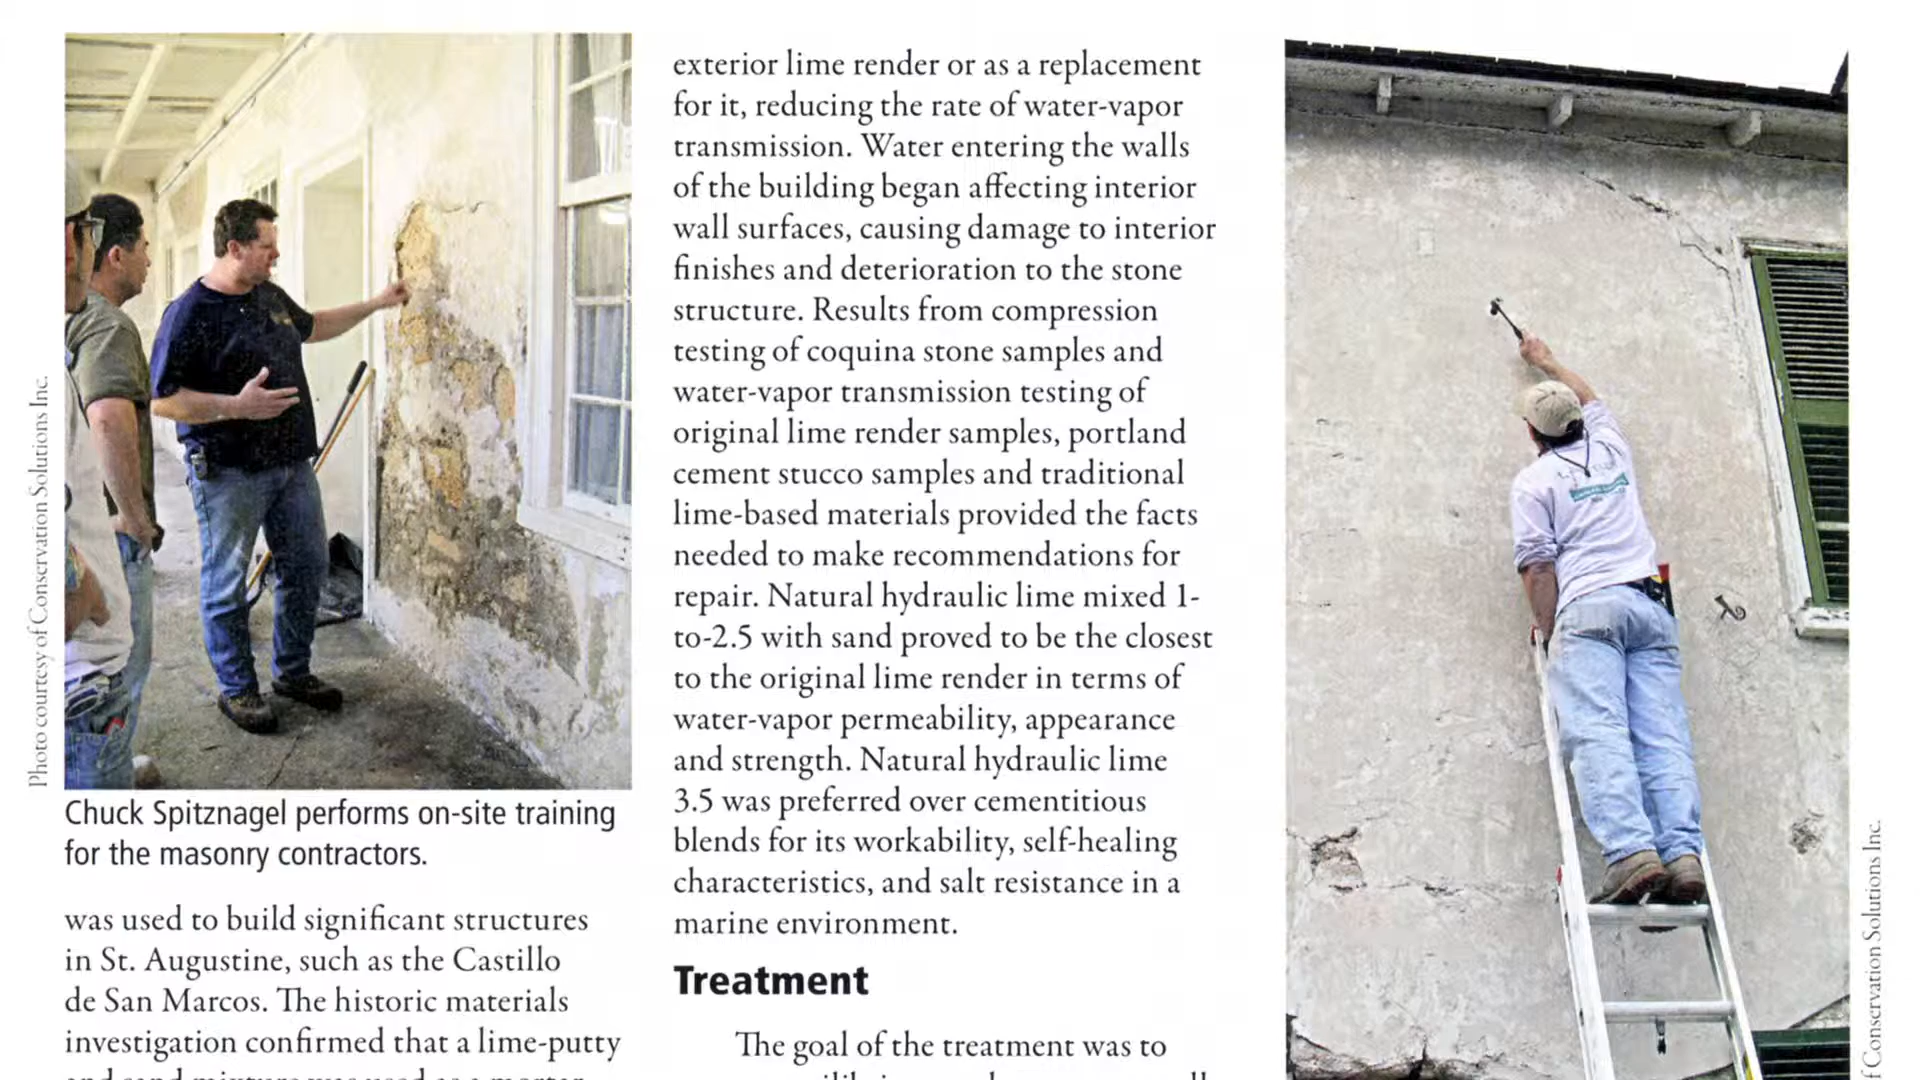 Photo courtesy of Conservation Solutions Inc.
Chuck Spitznagel performs on-site training
for the masonry contractors.
was used to build significant structures
in St. Augustine, such as the Castillo
de San Marcos. The historic materials
investigation confirmed that a lime-putty
exterior lime render or as a replacement
for it, reducing the rate of water-vapor
transmission. Water entering the walls
of the building began affecting interior
wall surfaces, causing damage to interior
finishes and deterioration to the stone
structure. Results from compression
testing of coquina stone samples and
water-vapor transmission testing of
original lime render samples, portland
cement stucco samples and traditional
lime-based materials provided the facts
needed to make recommendations for
repair. Natural hydraulic lime mixed 1-
to-2.5 with sand proved to be the closest
to the original lime render in terms of
water-vapor permeability, appearance
and strength. Natural hydraulic lime
3.5 was preferred over cementitious
blends for its workability, self-healing
characteristics, and salt resistance in a
marine environment.
Treatment
The goal of the treatment was to
Conservation Solutions Inc.